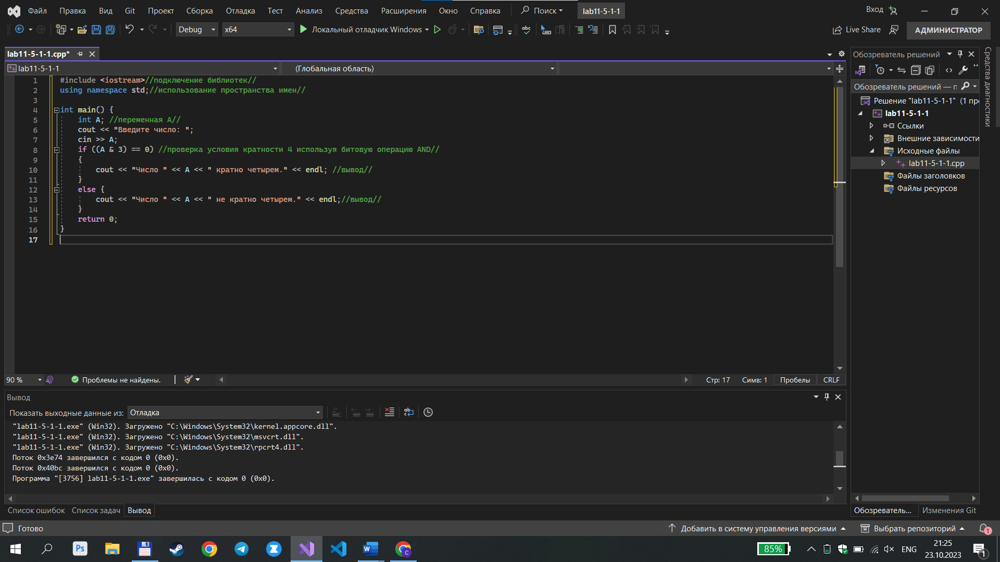 Файл Правка Вид Git Проект Сборка Отладка Тест Анализ Средства Расширения Окно Справка Поиск lab11-5-1-1 Вход
Debug x64 Локальный отладчик Windows Live Share АДМИНИСТРАТОР
lab11-5-1-1.cpp*
lab11-5-1-1 (Глобальная область)
1 #include <iostream>//подключение библиотек//
2 using namespace std;//использование пространства имен//
3
4 int main() {
5 int A; //переменная A//
6 cout << "Введите число: ";
7 cin >> A;
8 if ((A & 3) == 0) //проверка условия кратности 4 используя битовую операцию AND//
9 {
10 cout << "Число " << A << " кратно четырем." << endl; //вывод//
11 }
12 else {
13 cout << "Число " << A << " не кратно четырем." << endl;//вывод//
14 }
15 return 0;
16 }
17
90 % Проблемы не найдены. Стр: 17 Симв: 1 Пробелы CRLF
Вывод
Показать выходные данные из: Отладка
"lab11-5-1-1.exe" (Win32). Загружено "C:\Windows\System32\kernel.appcore.dll".
"lab11-5-1-1.exe" (Win32). Загружено "C:\Windows\System32\msvcrt.dll".
"lab11-5-1-1.exe" (Win32). Загружено "C:\Windows\System32\rpcrt4.dll".
Поток 0x3e74 завершился с кодом 0 (0x0).
Поток 0x40bc завершился с кодом 0 (0x0).
Программа "[3756] lab11-5-1-1.exe" завершилась с кодом 0 (0x0).
Список ошибок Список задач Вывод
Обозреватель решений
Обозреватель решений — п
Решение "lab11-5-1-1" (1 пр
lab11-5-1-1
Ссылки
Внешние зависимости
Исходные файлы
lab11-5-1-1.cpp
Файлы заголовков
Файлы ресурсов
Обозреватель... Изменения Git
Средства диагностики
Готово Добавить в систему управления версиями Выбрать репозиторий 1
Ps W C 85% ENG 21:25
23.10.2023 1